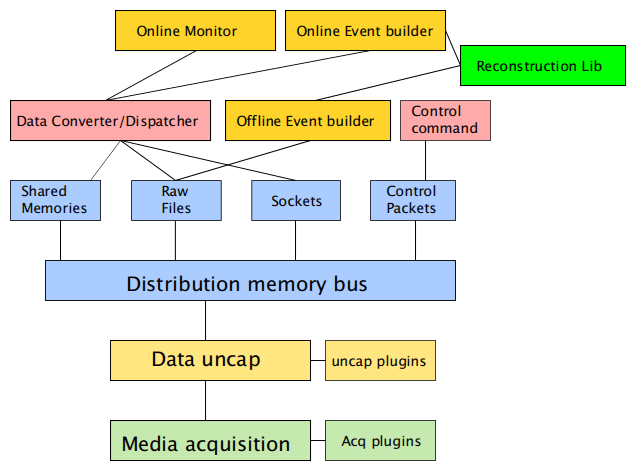 Online Monitor
Online Event builder
Reconstruction Lib
Data Converter/Dispatcher
Offline Event builder
Control
command
Shared
Memories
Raw
Files
Sockets
Control
Packets
Distribution memory bus
Data uncap
uncap plugins
Media acquisition
Acq plugins